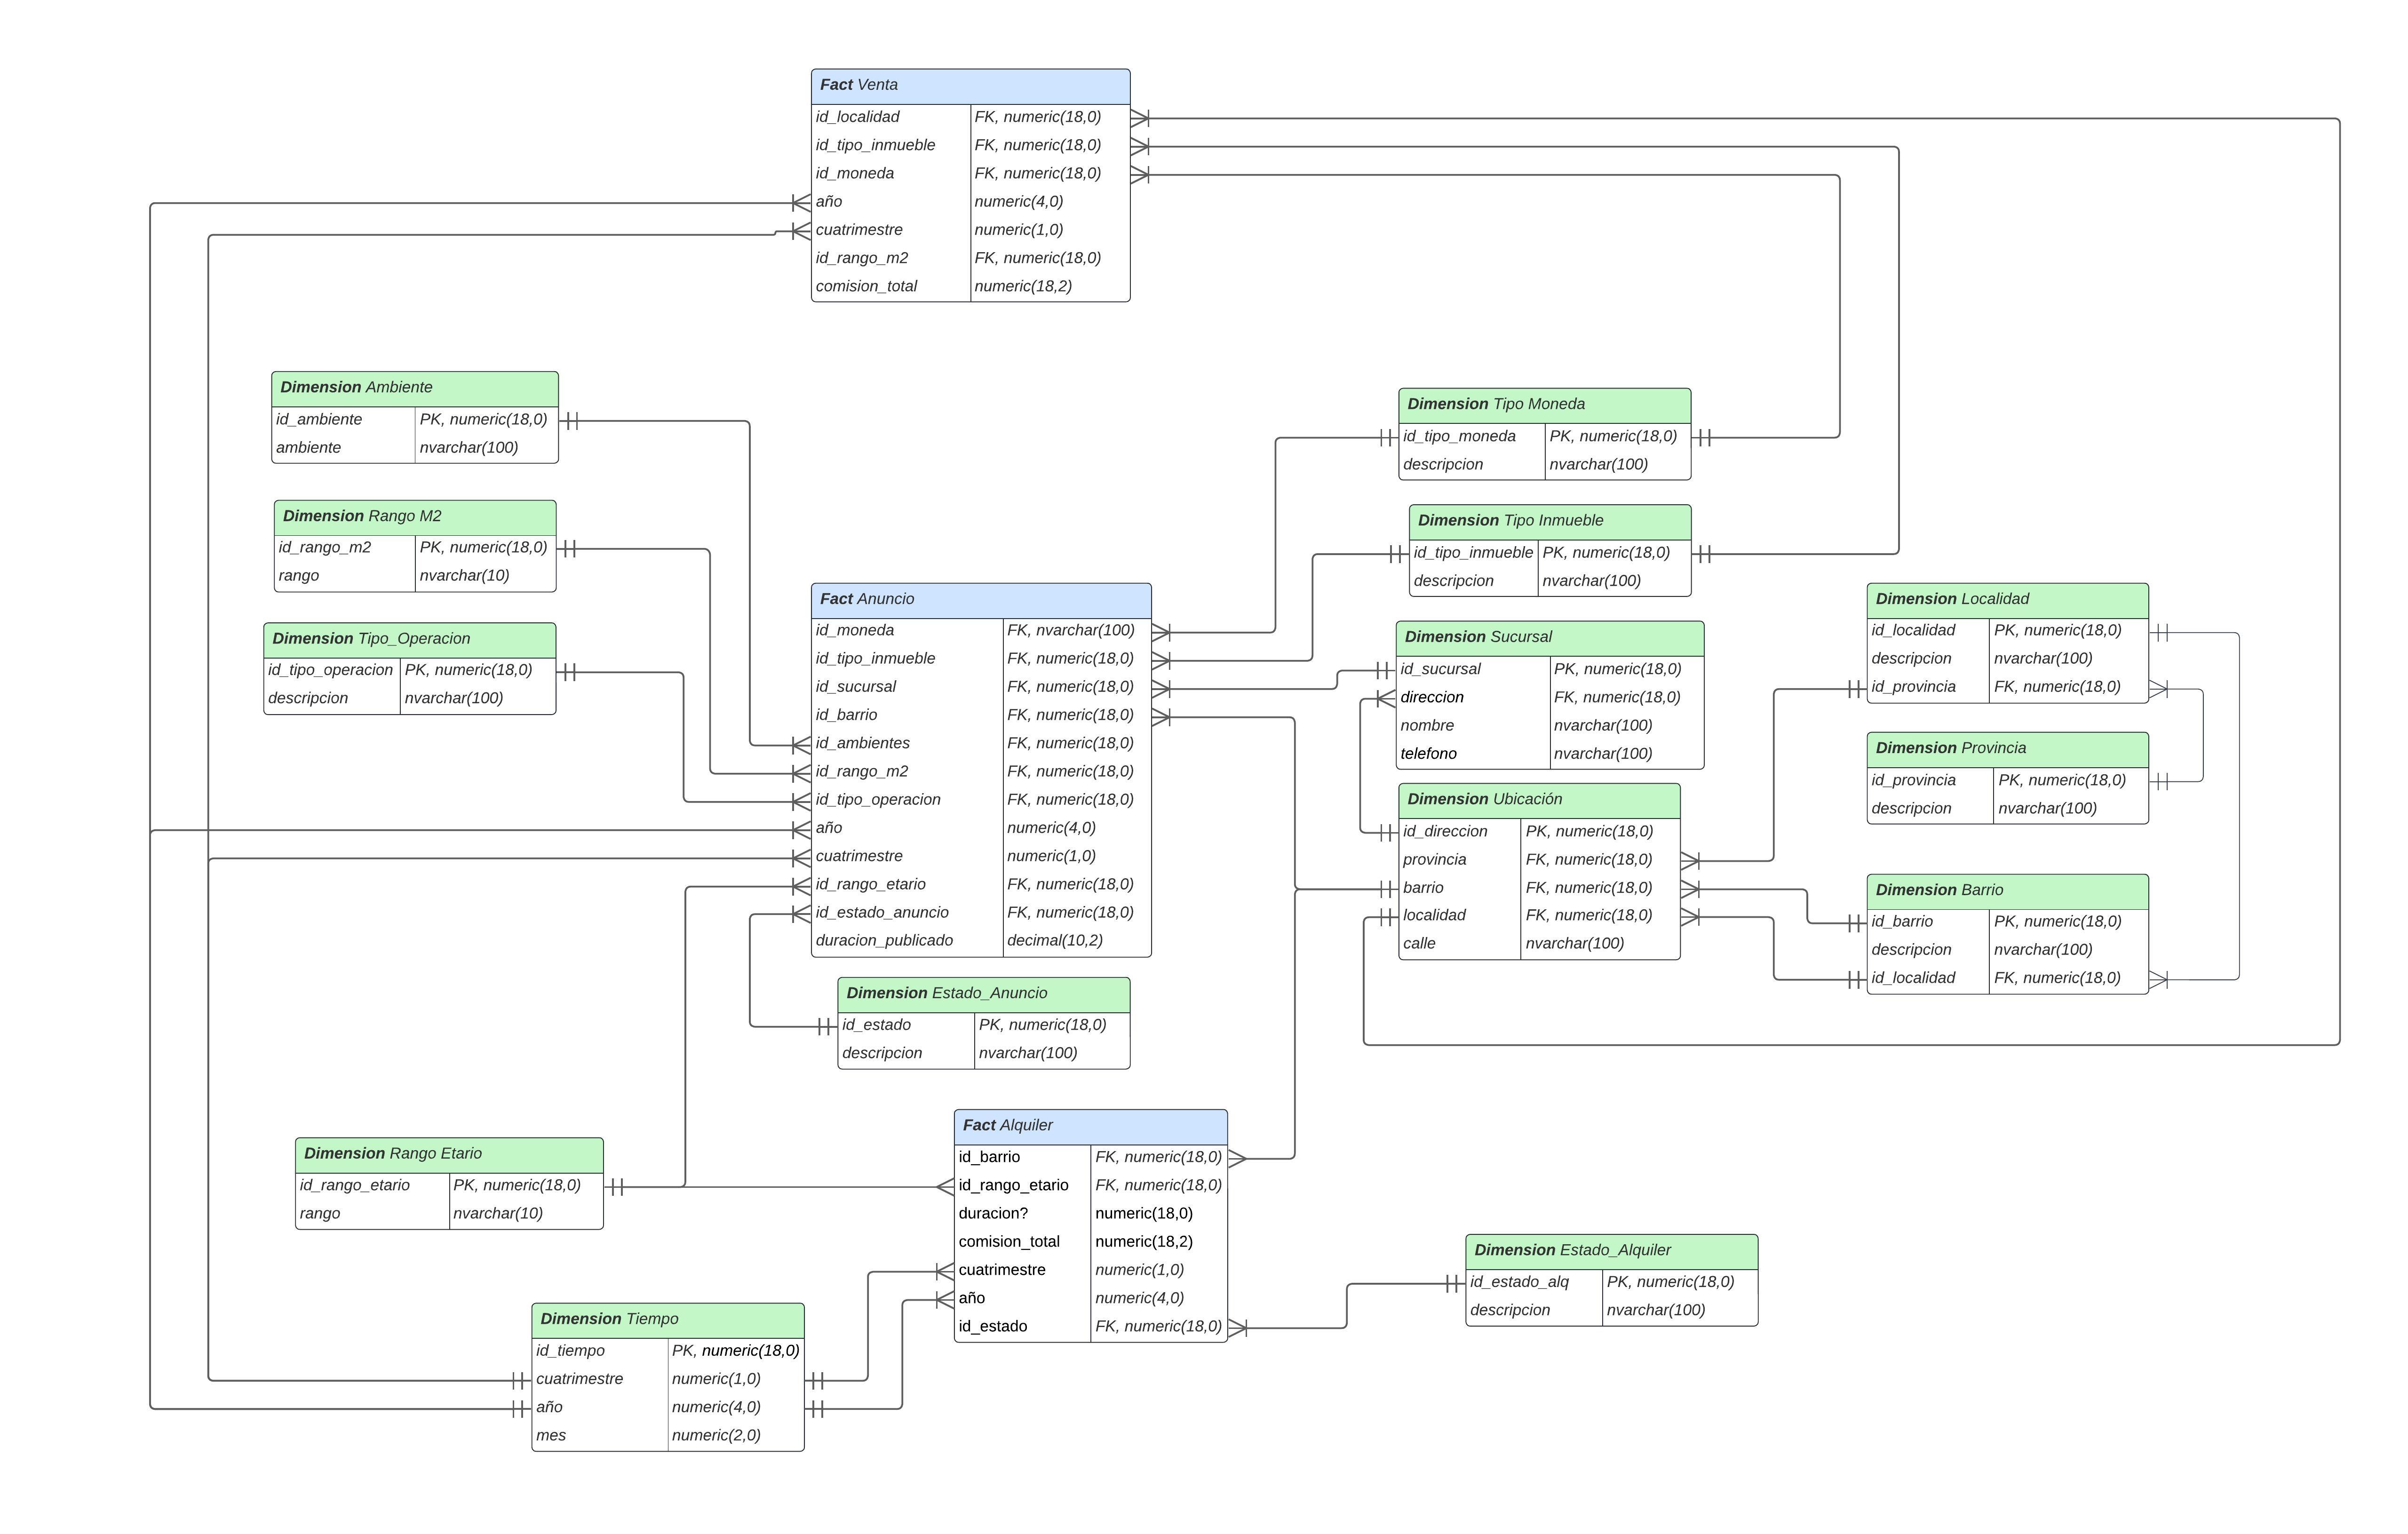 Fact Venta
id_localidad FK, numeric(18,0)
id_tipo_inmueble FK, numeric(18,0)
id_moneda FK, numeric(18,0)
año numeric(4,0)
cuatrimestre numeric(1,0)
id_rango_m2 FK, numeric(18,0)
comision_total numeric(18,2)
Dimension Ambiente
id_ambiente PK, numeric(18,0)
ambiente nvarchar(100)
Dimension Tipo Moneda
id_tipo_moneda PK, numeric(18,0)
descripcion nvarchar(100)
Dimension Rango M2
id_rango_m2 PK, numeric(18,0)
rango nvarchar(10)
Dimension Tipo Inmueble
id_tipo_inmueble PK, numeric(18,0)
descripcion nvarchar(100)
Dimension Tipo_Operacion
id_tipo_operacion PK, numeric(18,0)
descripcion nvarchar(100)
Fact Anuncio
id_moneda FK, nvarchar(100)
id_tipo_inmueble FK, numeric(18,0)
id_sucursal FK, numeric(18,0)
id_barrio FK, numeric(18,0)
id_ambientes FK, numeric(18,0)
id_rango_m2 FK, numeric(18,0)
id_tipo_operacion FK, numeric(18,0)
año numeric(4,0)
cuatrimestre numeric(1,0)
id_rango_etario FK, numeric(18,0)
id_estado_anuncio FK, numeric(18,0)
duracion_publicado decimal(10,2)
Dimension Sucursal
id_sucursal PK, numeric(18,0)
direccion FK, numeric(18,0)
nombre nvarchar(100)
telefono nvarchar(100)
Dimension Localidad
id_localidad PK, numeric(18,0)
descripcion nvarchar(100)
id_provincia FK, numeric(18,0)
Dimension Provincia
id_provincia PK, numeric(18,0)
descripcion nvarchar(100)
Dimension Ubicación
id_direccion PK, numeric(18,0)
provincia FK, numeric(18,0)
barrio FK, numeric(18,0)
localidad FK, numeric(18,0)
calle nvarchar(100)
Dimension Barrio
id_barrio PK, numeric(18,0)
descripcion nvarchar(100)
id_localidad FK, numeric(18,0)
Dimension Estado_Anuncio
id_estado PK, numeric(18,0)
descripcion nvarchar(100)
Dimension Rango Etario
id_rango_etario PK, numeric(18,0)
rango nvarchar(10)
Fact Alquiler
id_barrio FK, numeric(18,0)
id_rango_etario FK, numeric(18,0)
duracion? numeric(18,0)
comision_total numeric(18,2)
cuatrimestre numeric(1,0)
año numeric(4,0)
id_estado FK, numeric(18,0)
Dimension Estado_Alquiler
id_estado_alq PK, numeric(18,0)
descripcion nvarchar(100)
Dimension Tiempo
id_tiempo PK, numeric(18,0)
cuatrimestre numeric(1,0)
año numeric(4,0)
mes numeric(2,0)